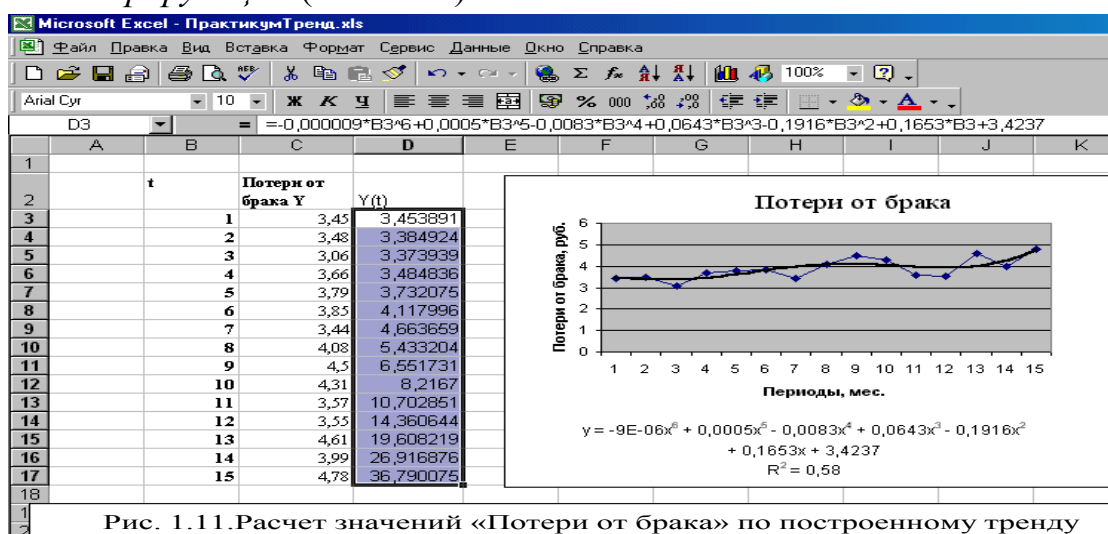 Microsoft Excel - ПрактикумТренд.xls
Файл Правка Вид Вставка Формат Сервис Данные Окно Справка
100%
Arial Cyr 10 Ж К Ч % 000
D3 = =-0,000009*B3^6+0,0005*B3^5-0,0083*B3^4+0,0643*B3^3-0,1916*B3^2+0,1653*B3+3,4237
A B C D E F G H I J K
1
t Потери от
2 брака Y Y(t)
3 1 3,45 3,453891
4 2 3,48 3,384924
5 3 3,06 3,373939
6 4 3,66 3,484836
7 5 3,79 3,732075
8 6 3,85 4,117996
9 7 3,44 4,663659
10 8 4,08 5,433204
11 9 4,5 6,551731
12 10 4,31 8,2167
13 11 3,57 10,702851
14 12 3,55 14,360644
15 13 4,61 19,608219
16 14 3,99 26,916876
17 15 4,78 36,790075
18
Потери от брака
Потери от брака, руб.
6
5
4
3
2
1
0
1 2 3 4 5 6 7 8 9 10 11 12 13 14 15
Периоды, мес.
y = -9E-06x⁶ + 0,0005x⁵ - 0,0083x⁴ + 0,0643x³ - 0,1916x²
+ 0,1653x + 3,4237
R² = 0,58
Рис. 1.11.Расчет значений «Потери от брака» по построенному тренду